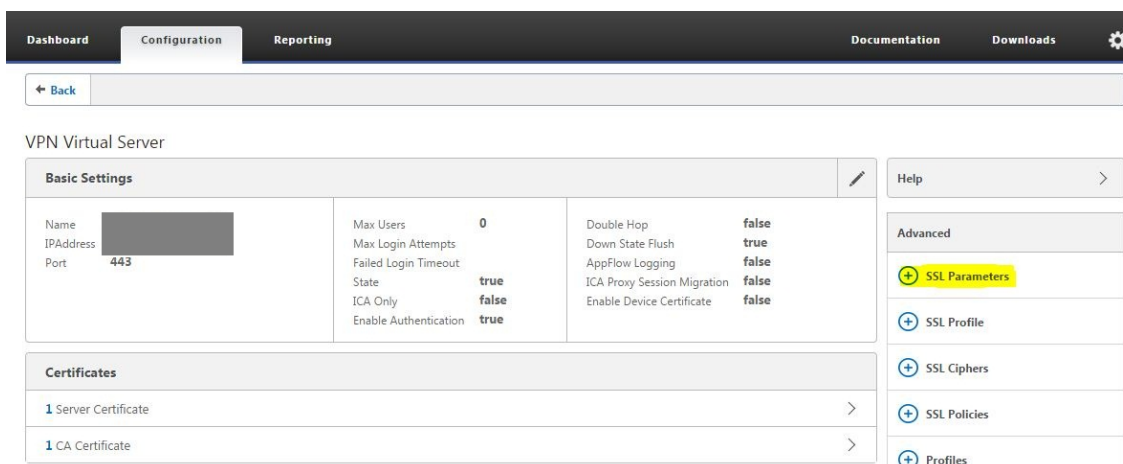 Dashboard Configuration Reporting Documentation Downloads
Back
VPN Virtual Server
Basic Settings
Name
IPAddress
Port 443
Max Users 0
Max Login Attempts
Failed Login Timeout
State true
ICA Only false
Enable Authentication true
Double Hop false
Down State Flush true
AppFlow Logging false
ICA Proxy Session Migration false
Enable Device Certificate false
Certificates
1 Server Certificate
1 CA Certificate
Help
Advanced
SSL Parameters
SSL Profile
SSL Ciphers
SSL Policies
Profiles